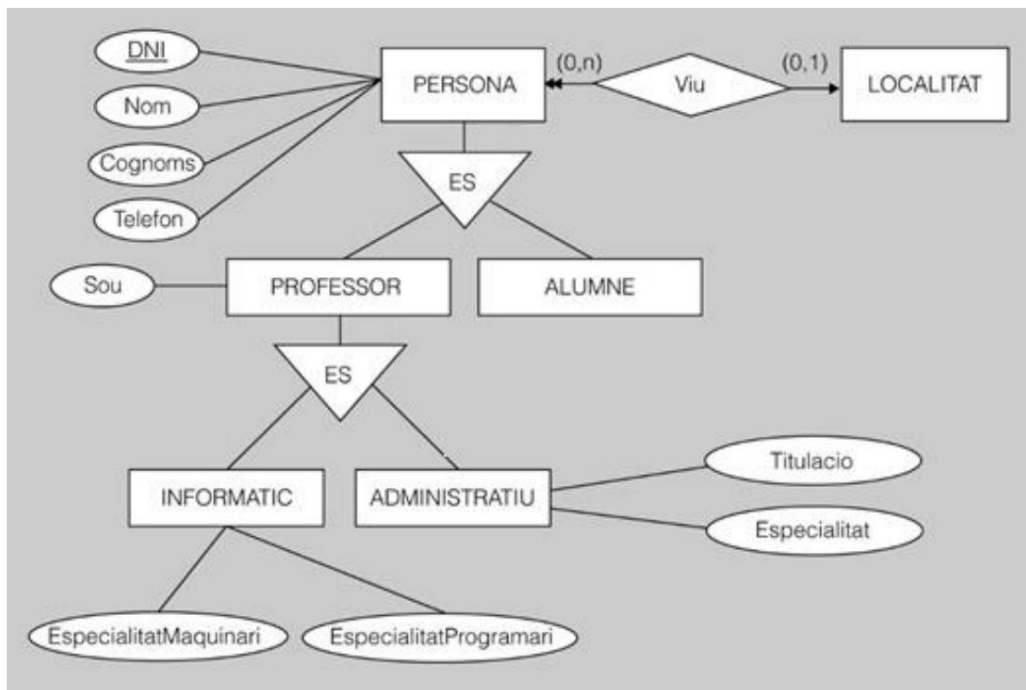 DNI
Nom
Cognoms
Telefon
PERSONA
(0,n)
Viu
(0,1)
LOCALITAT
ES
Sou
PROFESSOR
ALUMNE
ES
INFORMATIC
ADMINISTRATIU
Titulacio
Especialitat
EspecialitatMaquinari
EspecialitatProgramari